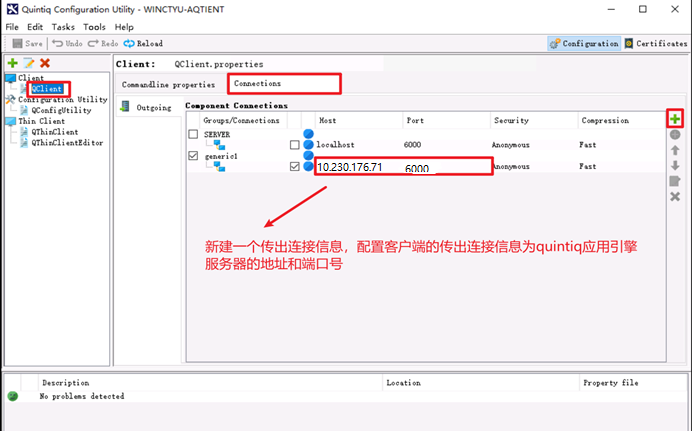 Quintiq Configuration Utility - WINCTYU-AQTIENT
File Edit Tasks Tools Help
Save Undo Redo Reload Configuration Certificates
Client
QClient
Configuration Utility
QConfigUtility
Thin Client
QThinClient
QThinClientEditor
Client: QClient.properties
Commandline properties Connections
Outgoing
Component Connections
Groups/Connections Host Port Security Compression
SERVER
localhost 6000 Anonymous Fast
generic1
10.230.176.71 6000 Anonymous Fast
新建一个传出连接信息，配置客户端的传出连接信息为quintiq应用引擎
服务器的地址和端口号
Description Location Property file
No problems detected